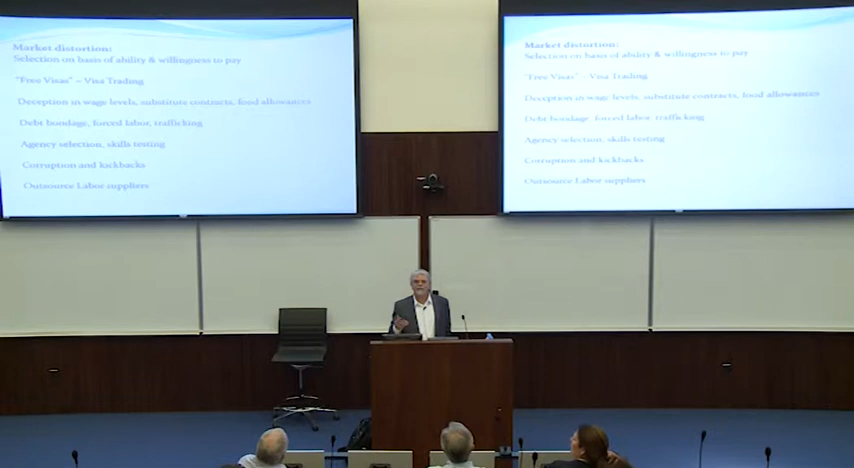 Market distortion:
Selection on basis of ability & willingness to pay
"Free Visas" – Visa Trading
Deception in wage levels, substitute contracts, food allowances
Debt bondage, forced labor, trafficking
Agency selection, skills testing
Corruption and kickbacks
Outsource Labor suppliers
Market distortion:
Selection on basis of ability & willingness to pay
"Free Visas" – Visa Trading
Deception in wage levels, substitute contracts, food allowances
Debt bondage, forced labor, trafficking
Agency selection, skills testing
Corruption and kickbacks
Outsource Labor suppliers